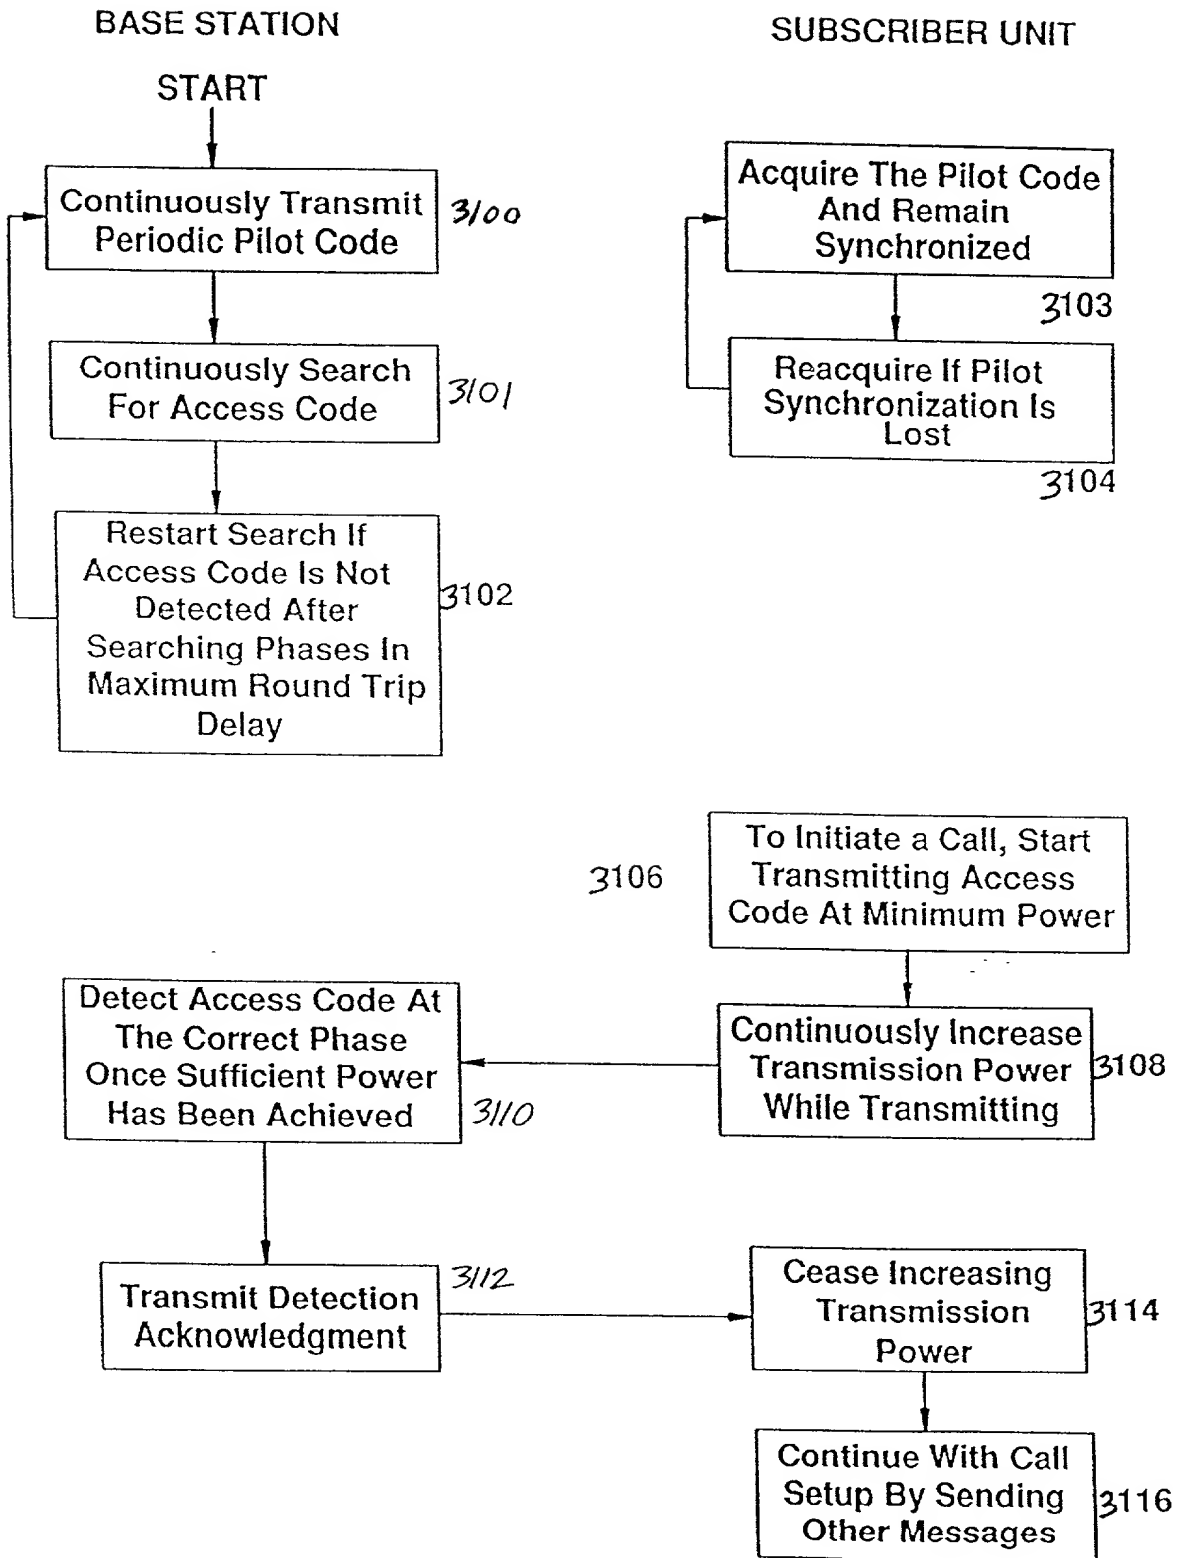 BASE STATION
SUBSCRIBER UNIT
START
Continuously Transmit
Periodic Pilot Code
3100
Acquire The Pilot Code
And Remain
Synchronized
3103
Continuously Search
For Access Code
3101
Reacquire If Pilot
Synchronization Is
Lost
3104
Restart Search If
Access Code Is Not
Detected After
Searching Phases In
Maximum Round Trip
Delay
3102
3106
To Initiate a Call, Start
Transmitting Access
Code At Minimum Power
Detect Access Code At
The Correct Phase
Once Sufficient Power
Has Been Achieved
3110
Continuously Increase
Transmission Power
While Transmitting
3108
Transmit Detection
Acknowledgment
3112
Cease Increasing
Transmission
Power
3114
Continue With Call
Setup By Sending
Other Messages
3116